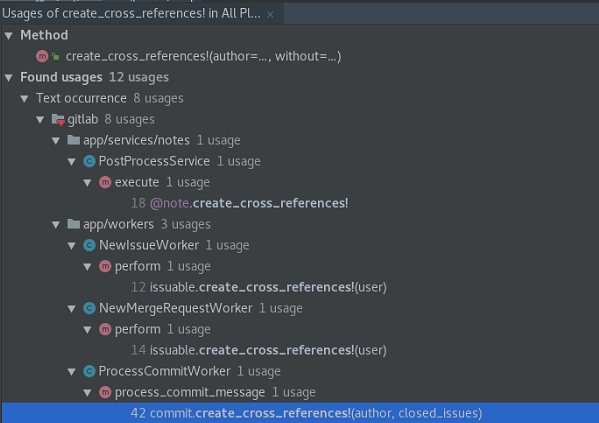 Usages of create_cross_references! in All Pl... ×
Method
m create_cross_references!(author=..., without=...)
Found usages 12 usages
Text occurrence 8 usages
gitlab 8 usages
app/services/notes 1 usage
C PostProcessService 1 usage
m execute 1 usage
18 @note.create_cross_references!
app/workers 3 usages
C NewIssueWorker 1 usage
m perform 1 usage
12 issuable.create_cross_references!(user)
C NewMergeRequestWorker 1 usage
m perform 1 usage
14 issuable.create_cross_references!(user)
C ProcessCommitWorker 1 usage
m process_commit_message 1 usage
42 commit.create_cross_references!(author, closed_issues)